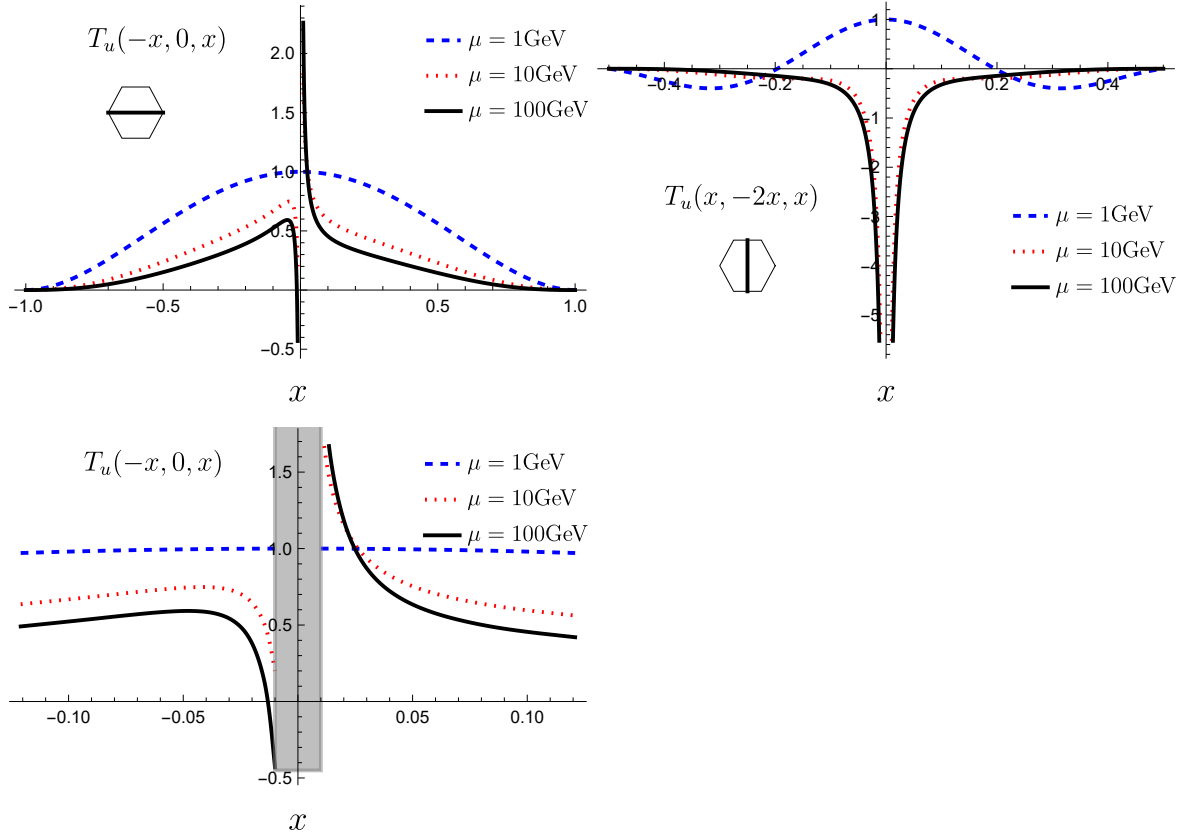 T_u(−x, 0, x)
μ = 1GeV
μ = 10GeV
μ = 100GeV
2.0
1.5
1.0
0.5
−0.5
−1.0
−0.5
0.5
1.0
x
1
−0.4
−0.2
0.2
0.4
−1
−2
−3
−4
−5
T_u(x, −2x, x)
μ = 1GeV
μ = 10GeV
μ = 100GeV
x
T_u(−x, 0, x)
μ = 1GeV
μ = 10GeV
μ = 100GeV
1.5
1.0
0.5
−0.5
−0.10
−0.05
0.05
0.10
x